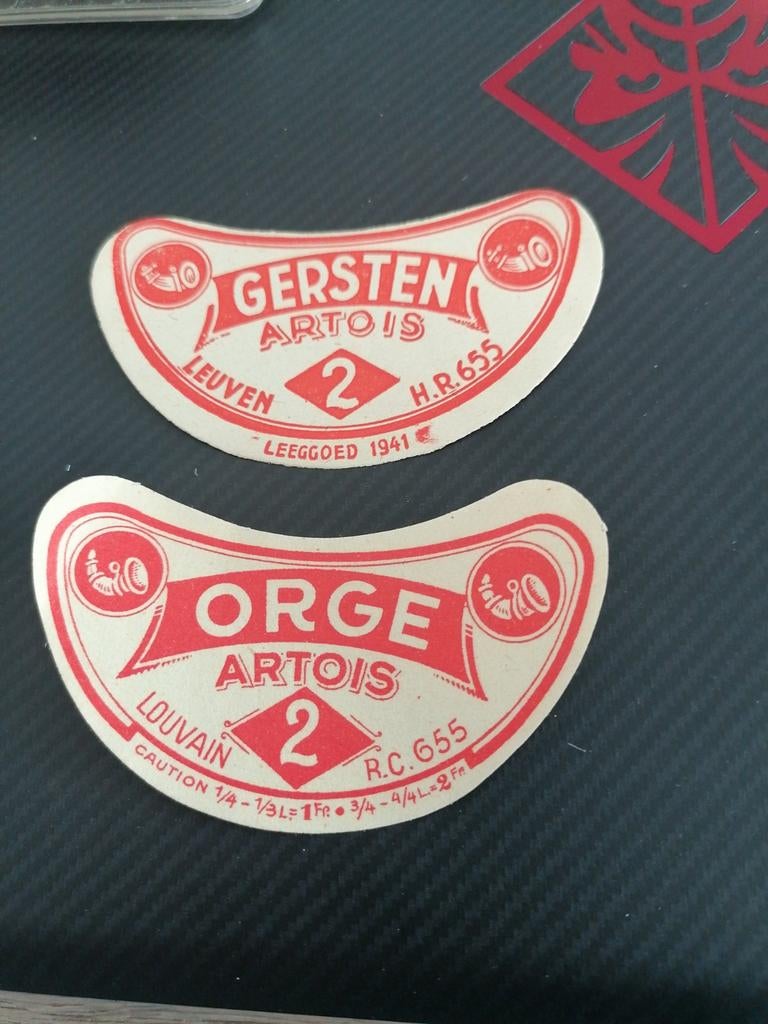 GERSTEN
ARTOIS
LEUVEN 2 H.R.655
LEEGGOED 1941
ORGE
ARTOIS
LOUVAIN 2 R.C.655
CAUTION 1/4 - 1/3 L = 1 FR. • 3/4 - 4/4 L. = 2 FR